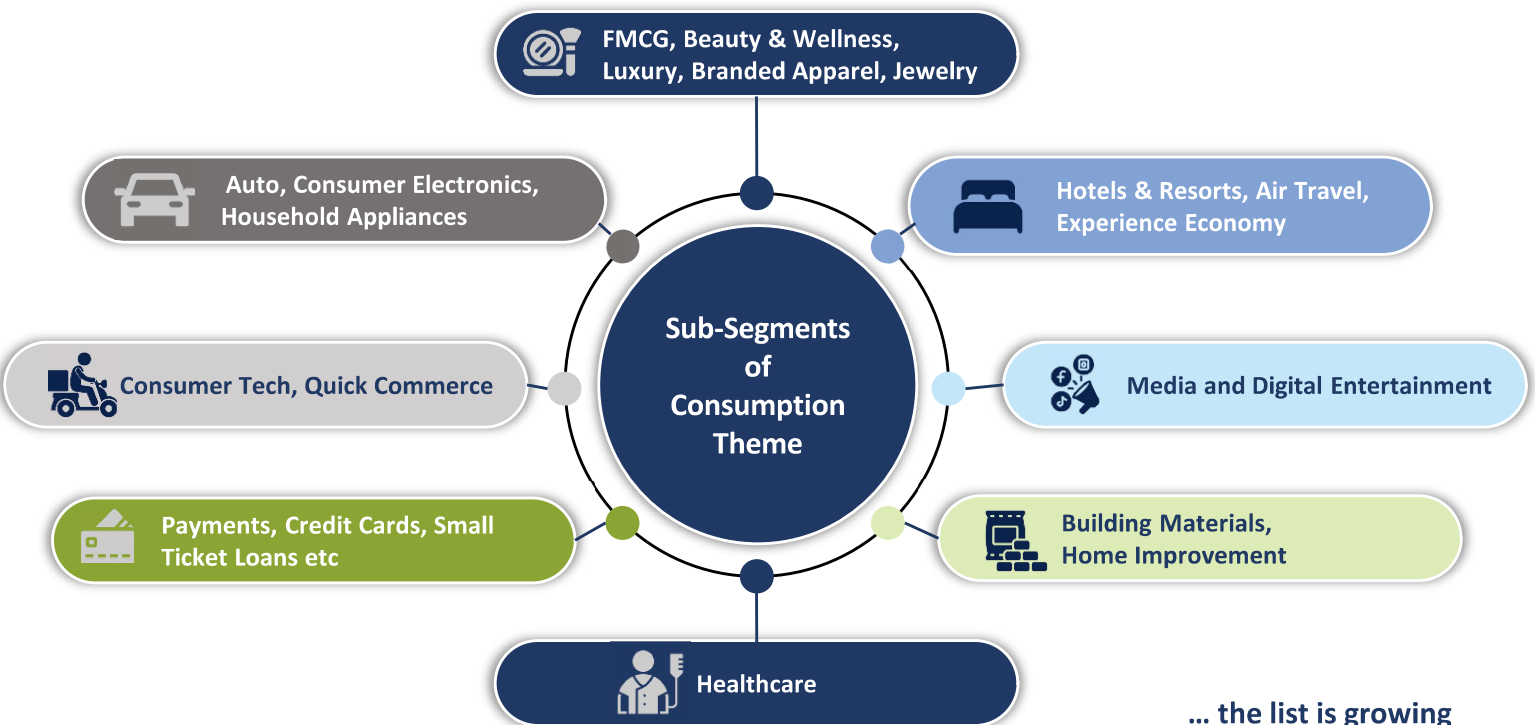 FMCG, Beauty & Wellness,
Luxury, Branded Apparel, Jewelry
Auto, Consumer Electronics,
Household Appliances
Hotels & Resorts, Air Travel,
Experience Economy
Sub-Segments
of
Consumption
Theme
Consumer Tech, Quick Commerce
Media and Digital Entertainment
Payments, Credit Cards, Small
Ticket Loans etc
Building Materials,
Home Improvement
Healthcare
... the list is growing